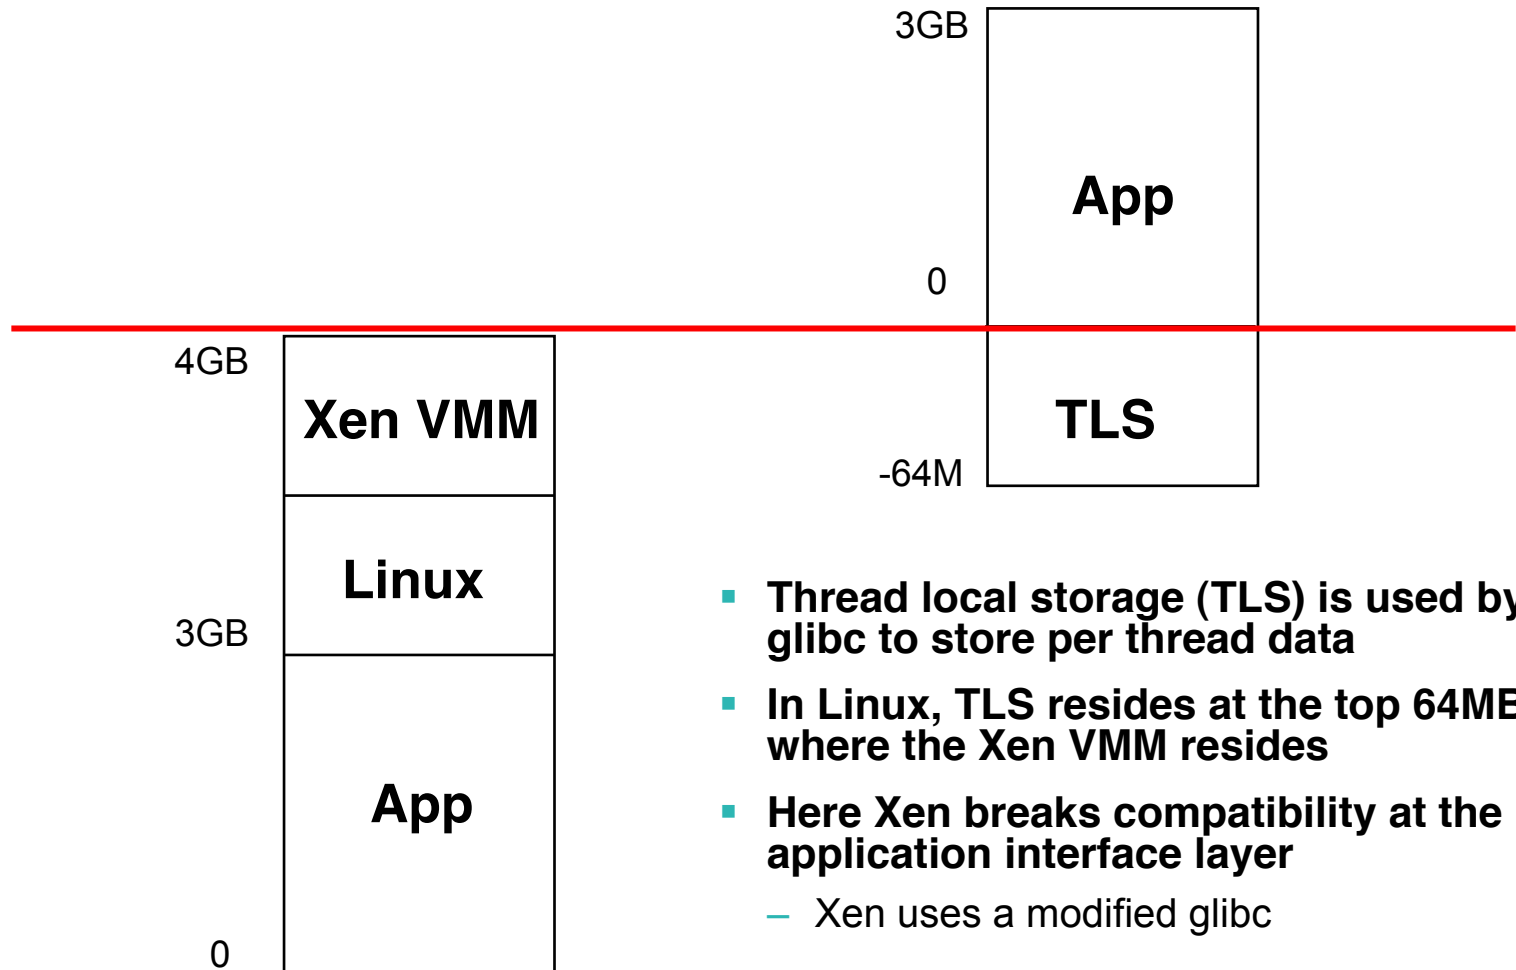 3GB
App
0
4GB
Xen VMM
TLS
-64M
Linux
3GB
App
0
Thread local storage (TLS) is used by
glibc to store per thread data
In Linux, TLS resides at the top 64MB
where the Xen VMM resides
Here Xen breaks compatibility at the
application interface layer
– Xen uses a modified glibc